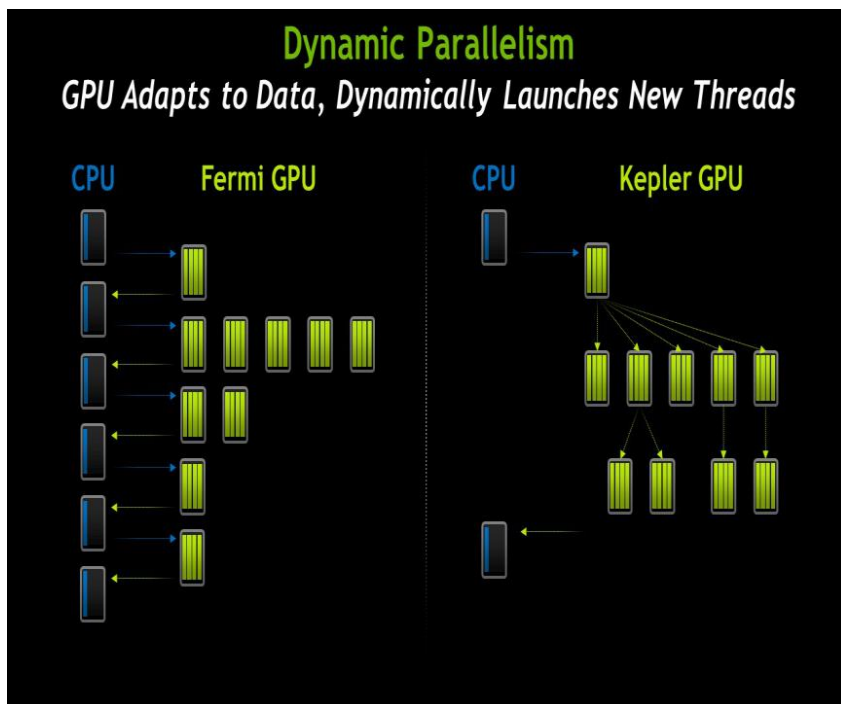 Dynamic Parallelism
GPU Adapts to Data, Dynamically Launches New Threads
CPU
Fermi GPU
CPU
Kepler GPU